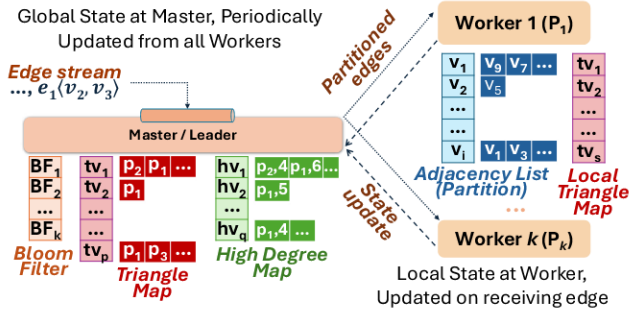 Global State at Master, Periodically
Updated from all Workers
Edge stream
..., e1⟨v2, v3⟩
Master / Leader
BF1
BF2
...
BFk
Bloom
Filter
tv1
tv2
...
tvp
p2 p1 ...
p1
p1 p3 ...
Triangle
Map
hv1
hv2
...
hvq
p2,4 p1,6 ...
p1,5
p1,4 ...
High Degree
Map
Partitioned
edges
State
update
Worker 1 (P1)
v1
v2
...
...
vi
v9 v7 ...
v5
v1 v3 ...
Adjacency List
(Partition)
tv1
tv2
...
...
tvs
Local
Triangle
Map
...
Worker k (Pk)
Local State at Worker,
Updated on receiving edge